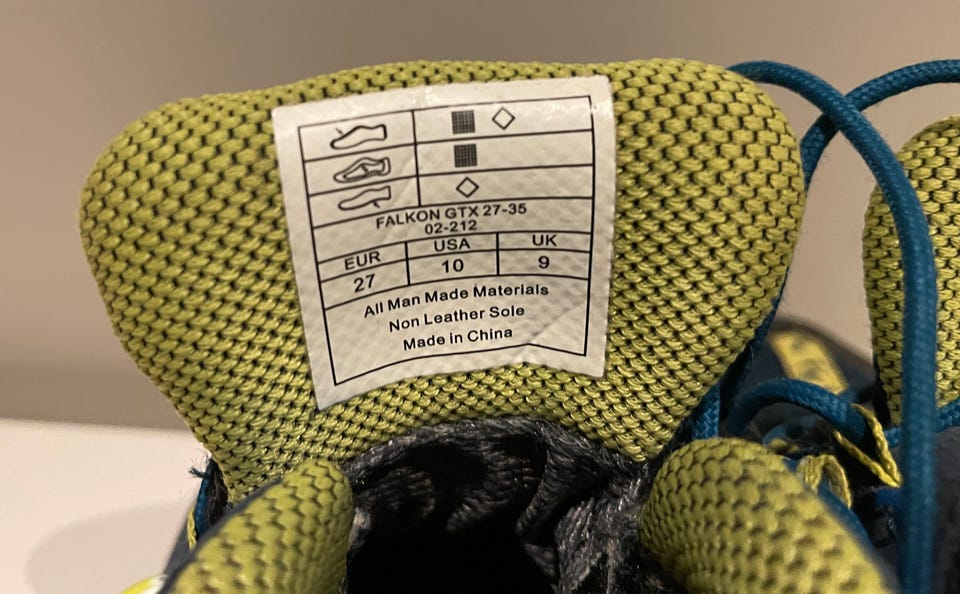 FALKON GTX 27-35
02-212
EUR USA UK
27 10 9
All Man Made Materials
Non Leather Sole
Made in China